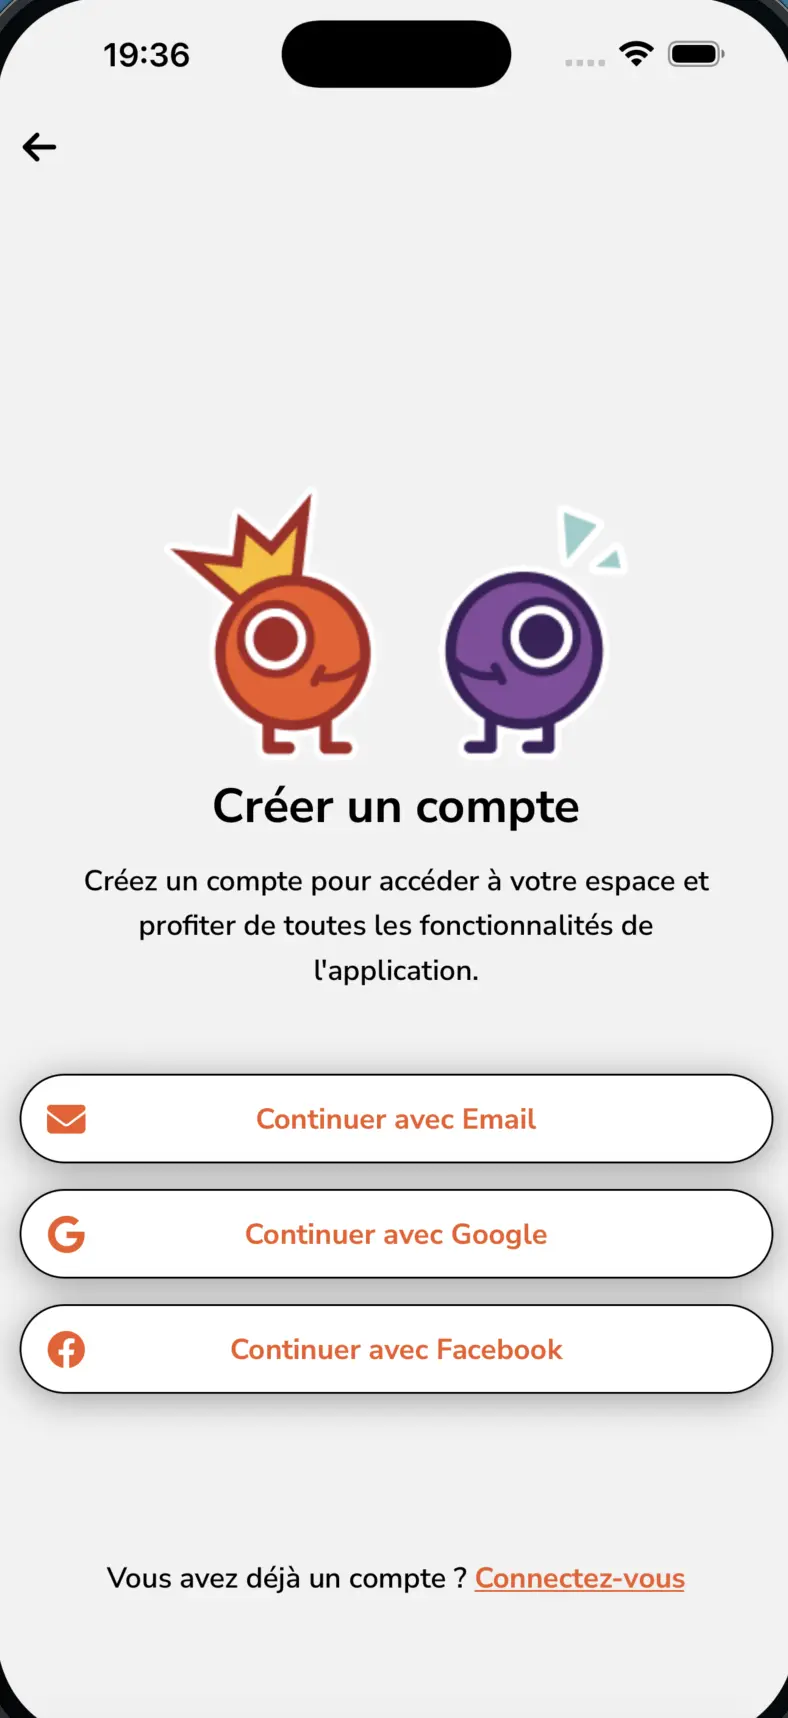 19:36
Créer un compte
Créez un compte pour accéder à votre espace et
profiter de toutes les fonctionnalités de
l'application.
Continuer avec Email
Continuer avec Google
Continuer avec Facebook
Vous avez déjà un compte ? Connectez-vous